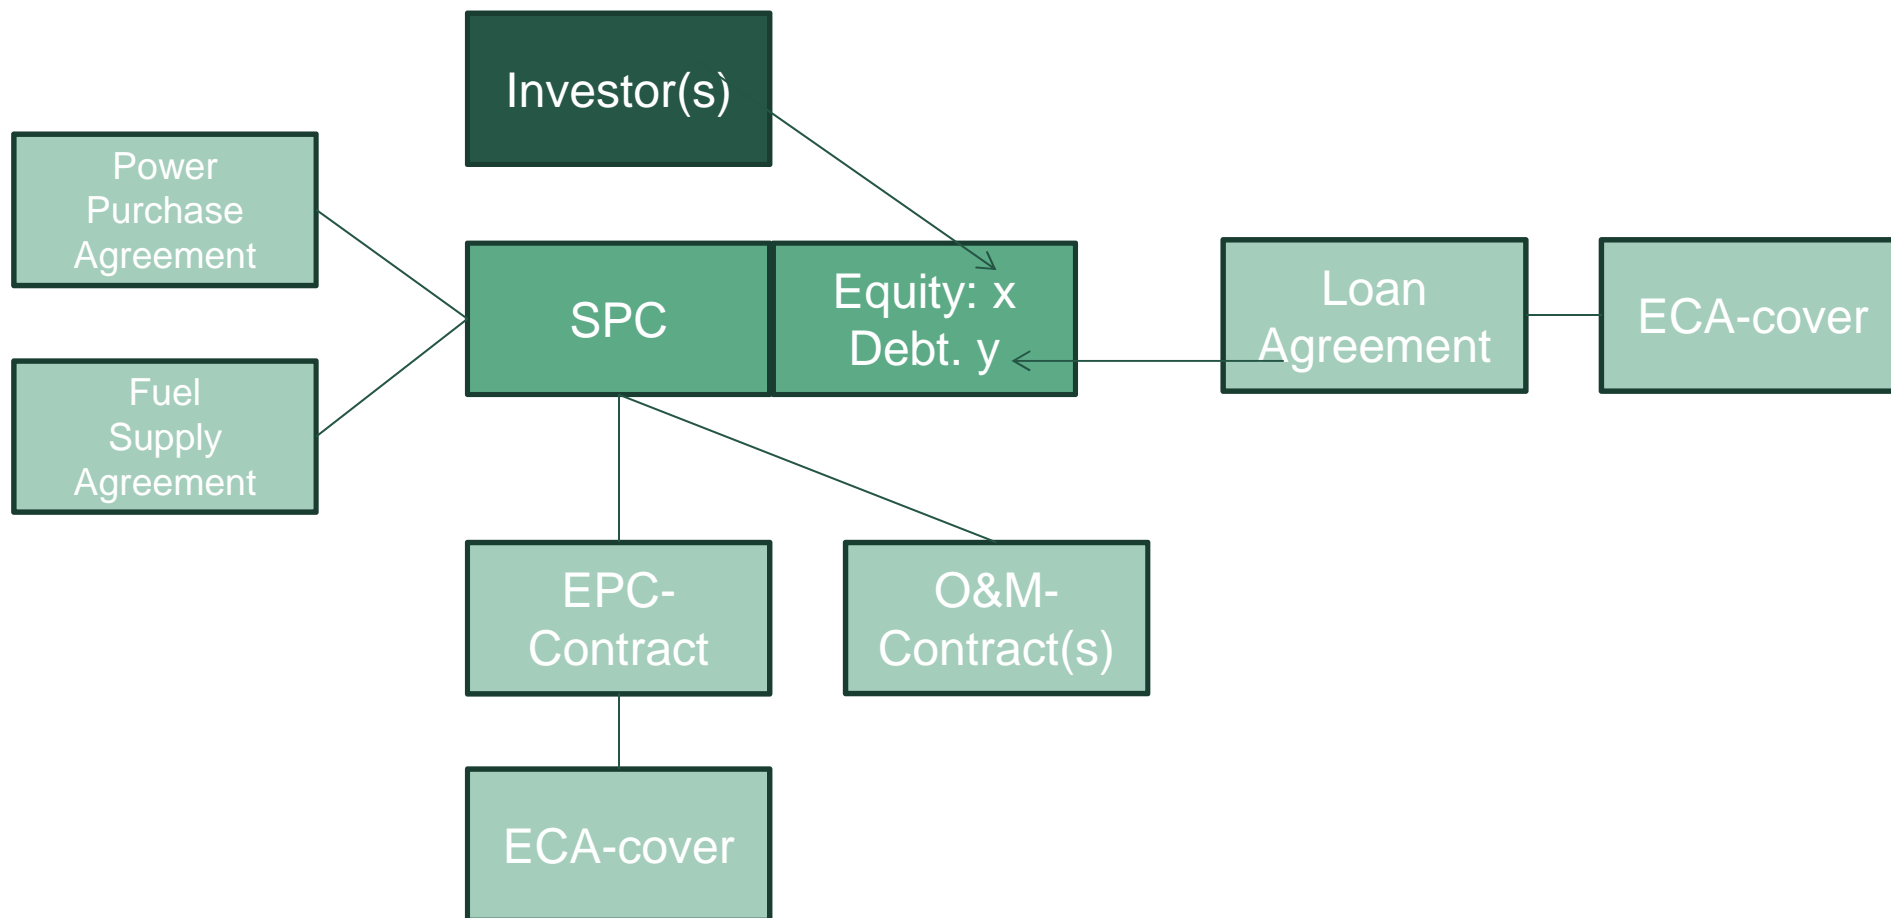 Investor(s)
Power
Purchase
Agreement
SPC
Equity: x
Debt. y
Loan
Agreement
ECA-cover
Fuel
Supply
Agreement
EPC-
Contract
O&M-
Contract(s)
ECA-cover